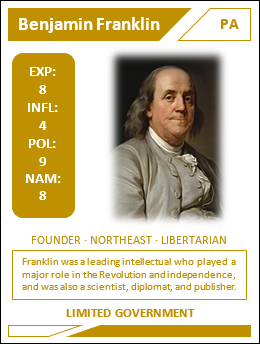 Benjamin Franklin PA
EXP:
8
INFL:
4
POL:
9
NAM:
8
FOUNDER · NORTHEAST · LIBERTARIAN
Franklin was a leading intellectual who played a
major role in the Revolution and independence,
and was also a scientist, diplomat, and publisher.
LIMITED GOVERNMENT